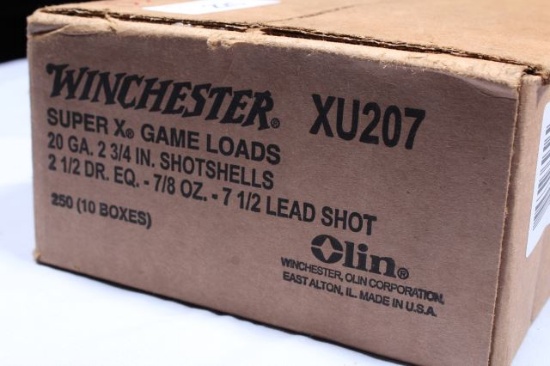 WINCHESTER® XU207
SUPER X® GAME LOADS
20 GA. 2 3/4 IN. SHOTSHELLS
2 1/2 DR. EQ. - 7/8 OZ. - 7 1/2 LEAD SHOT
250 (10 BOXES)
Olin®
WINCHESTER, OLIN CORPORATION,
EAST ALTON, IL. MADE IN U.S.A.